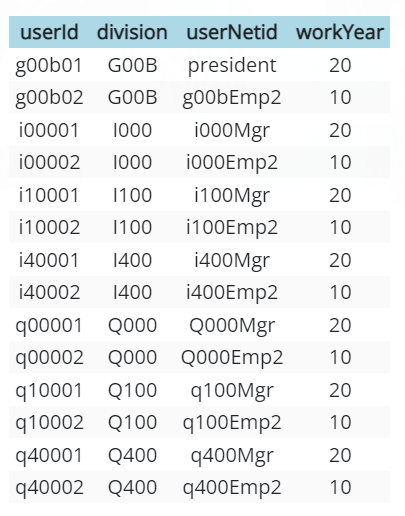 userId division userNetid workYear
g00b01 G00B president 20
g00b02 G00B g00bEmp2 10
i00001 I000 i000Mgr 20
i00002 I000 i000Emp2 10
i10001 I100 i100Mgr 20
i10002 I100 i100Emp2 10
i40001 I400 i400Mgr 20
i40002 I400 i400Emp2 10
q00001 Q000 Q000Mgr 20
q00002 Q000 Q000Emp2 10
q10001 Q100 q100Mgr 20
q10002 Q100 q100Emp2 10
q40001 Q400 q400Mgr 20
q40002 Q400 q400Emp2 10